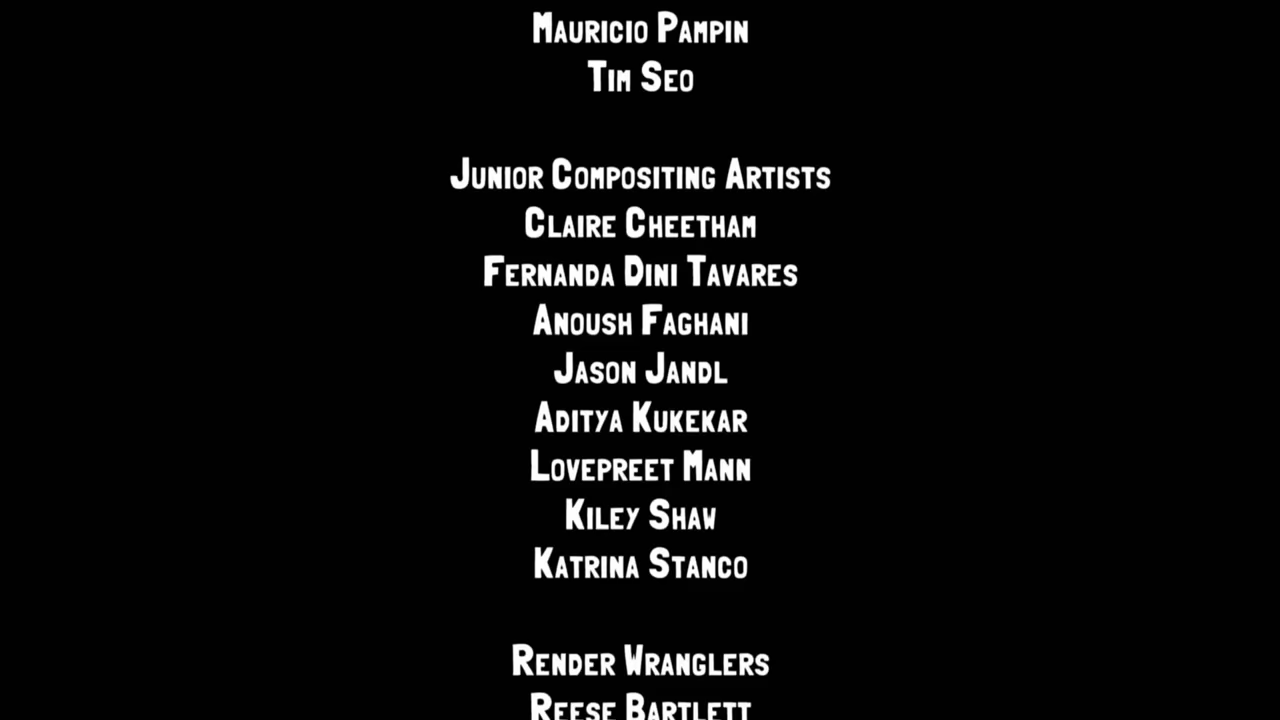 Mauricio Pampin
Tim Seo
Junior Compositing Artists
Claire Cheetham
Fernanda Dini Tavares
Anoush Faghani
Jason Jandl
Aditya Kukekar
Lovepreet Mann
Kiley Shaw
Katrina Stanco
Render Wranglers
Reese Bartlett